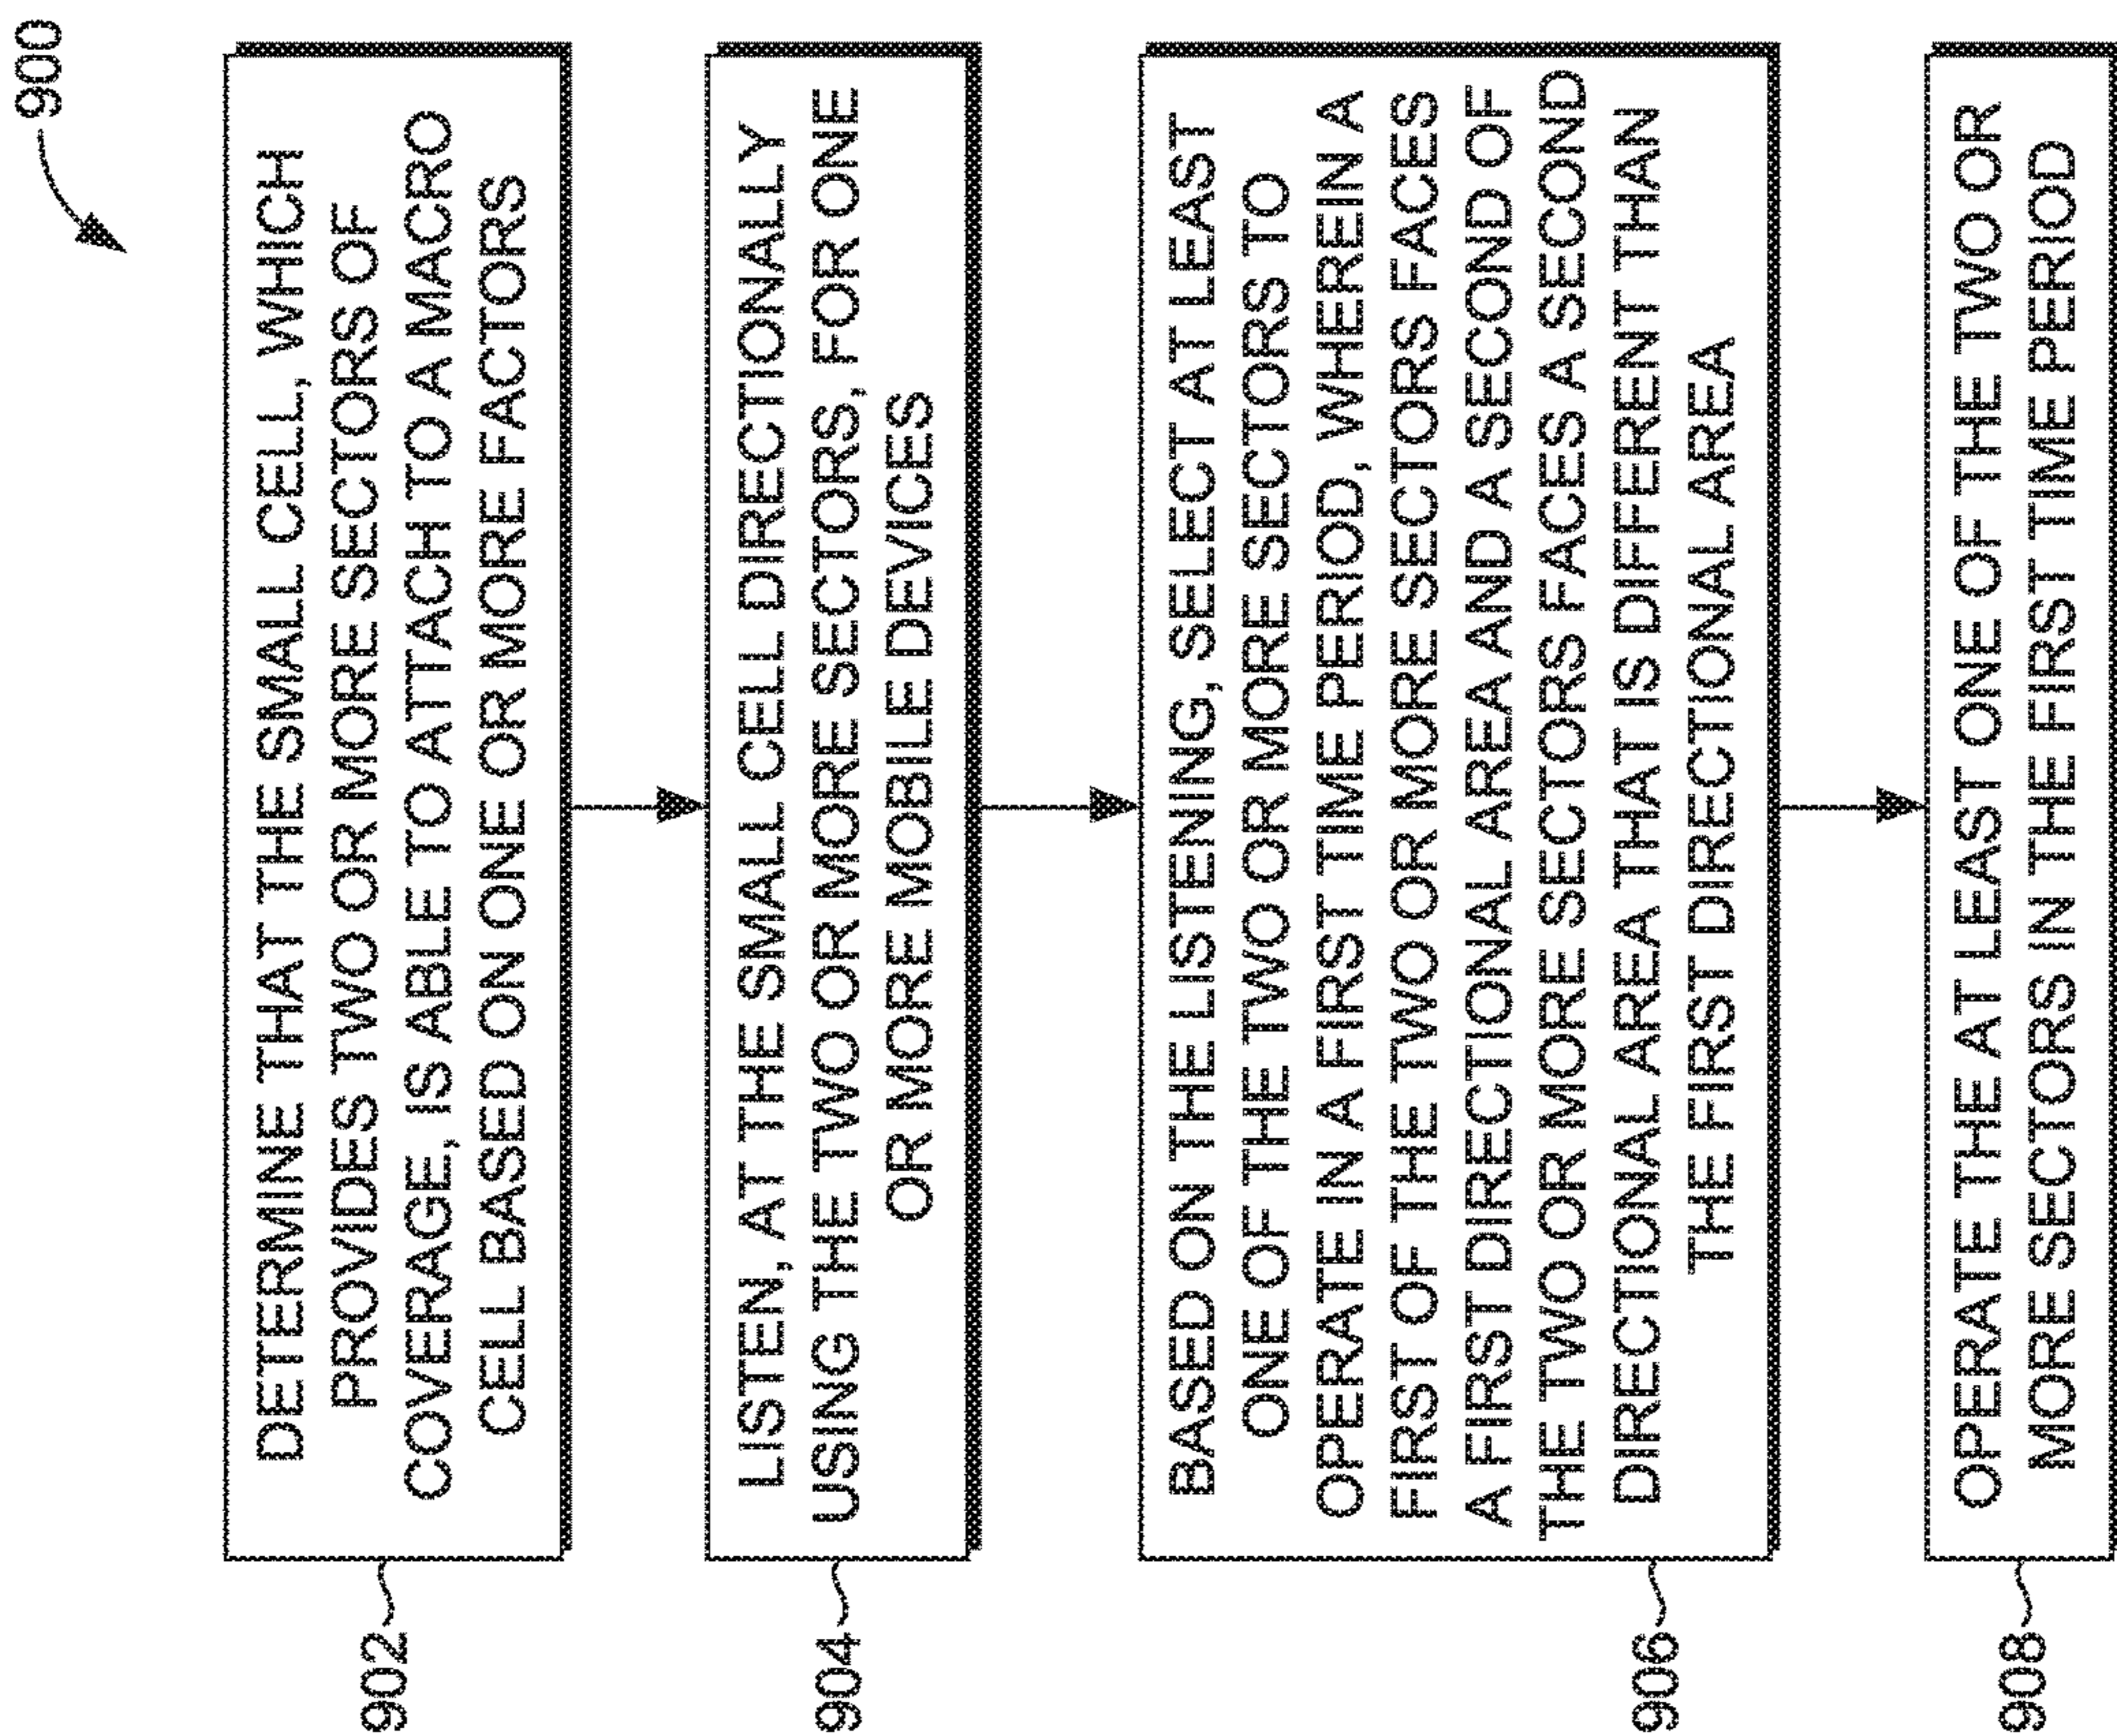 900
902
DETERMINE THAT THE SMALL CELL, WHICH
PROVIDES TWO OR MORE SECTORS OF
COVERAGE, IS ABLE TO ATTACH TO A MACRO
CELL BASED ON ONE OR MORE FACTORS
904
LISTEN, AT THE SMALL CELL DIRECTIONALLY
USING THE TWO OR MORE SECTORS, FOR ONE
OR MORE MOBILE DEVICES
906
BASED ON THE LISTENING, SELECT AT LEAST
ONE OF THE TWO OR MORE SECTORS TO
OPERATE IN A FIRST TIME PERIOD, WHEREIN A
FIRST OF THE TWO OR MORE SECTORS FACES
A FIRST DIRECTIONAL AREA AND A SECOND OF
THE TWO OR MORE SECTORS FACES A SECOND
DIRECTIONAL AREA THAT IS DIFFERENT THAN
THE FIRST DIRECTIONAL AREA
908
OPERATE THE AT LEAST ONE OF THE TWO OR
MORE SECTORS IN THE FIRST TIME PERIOD